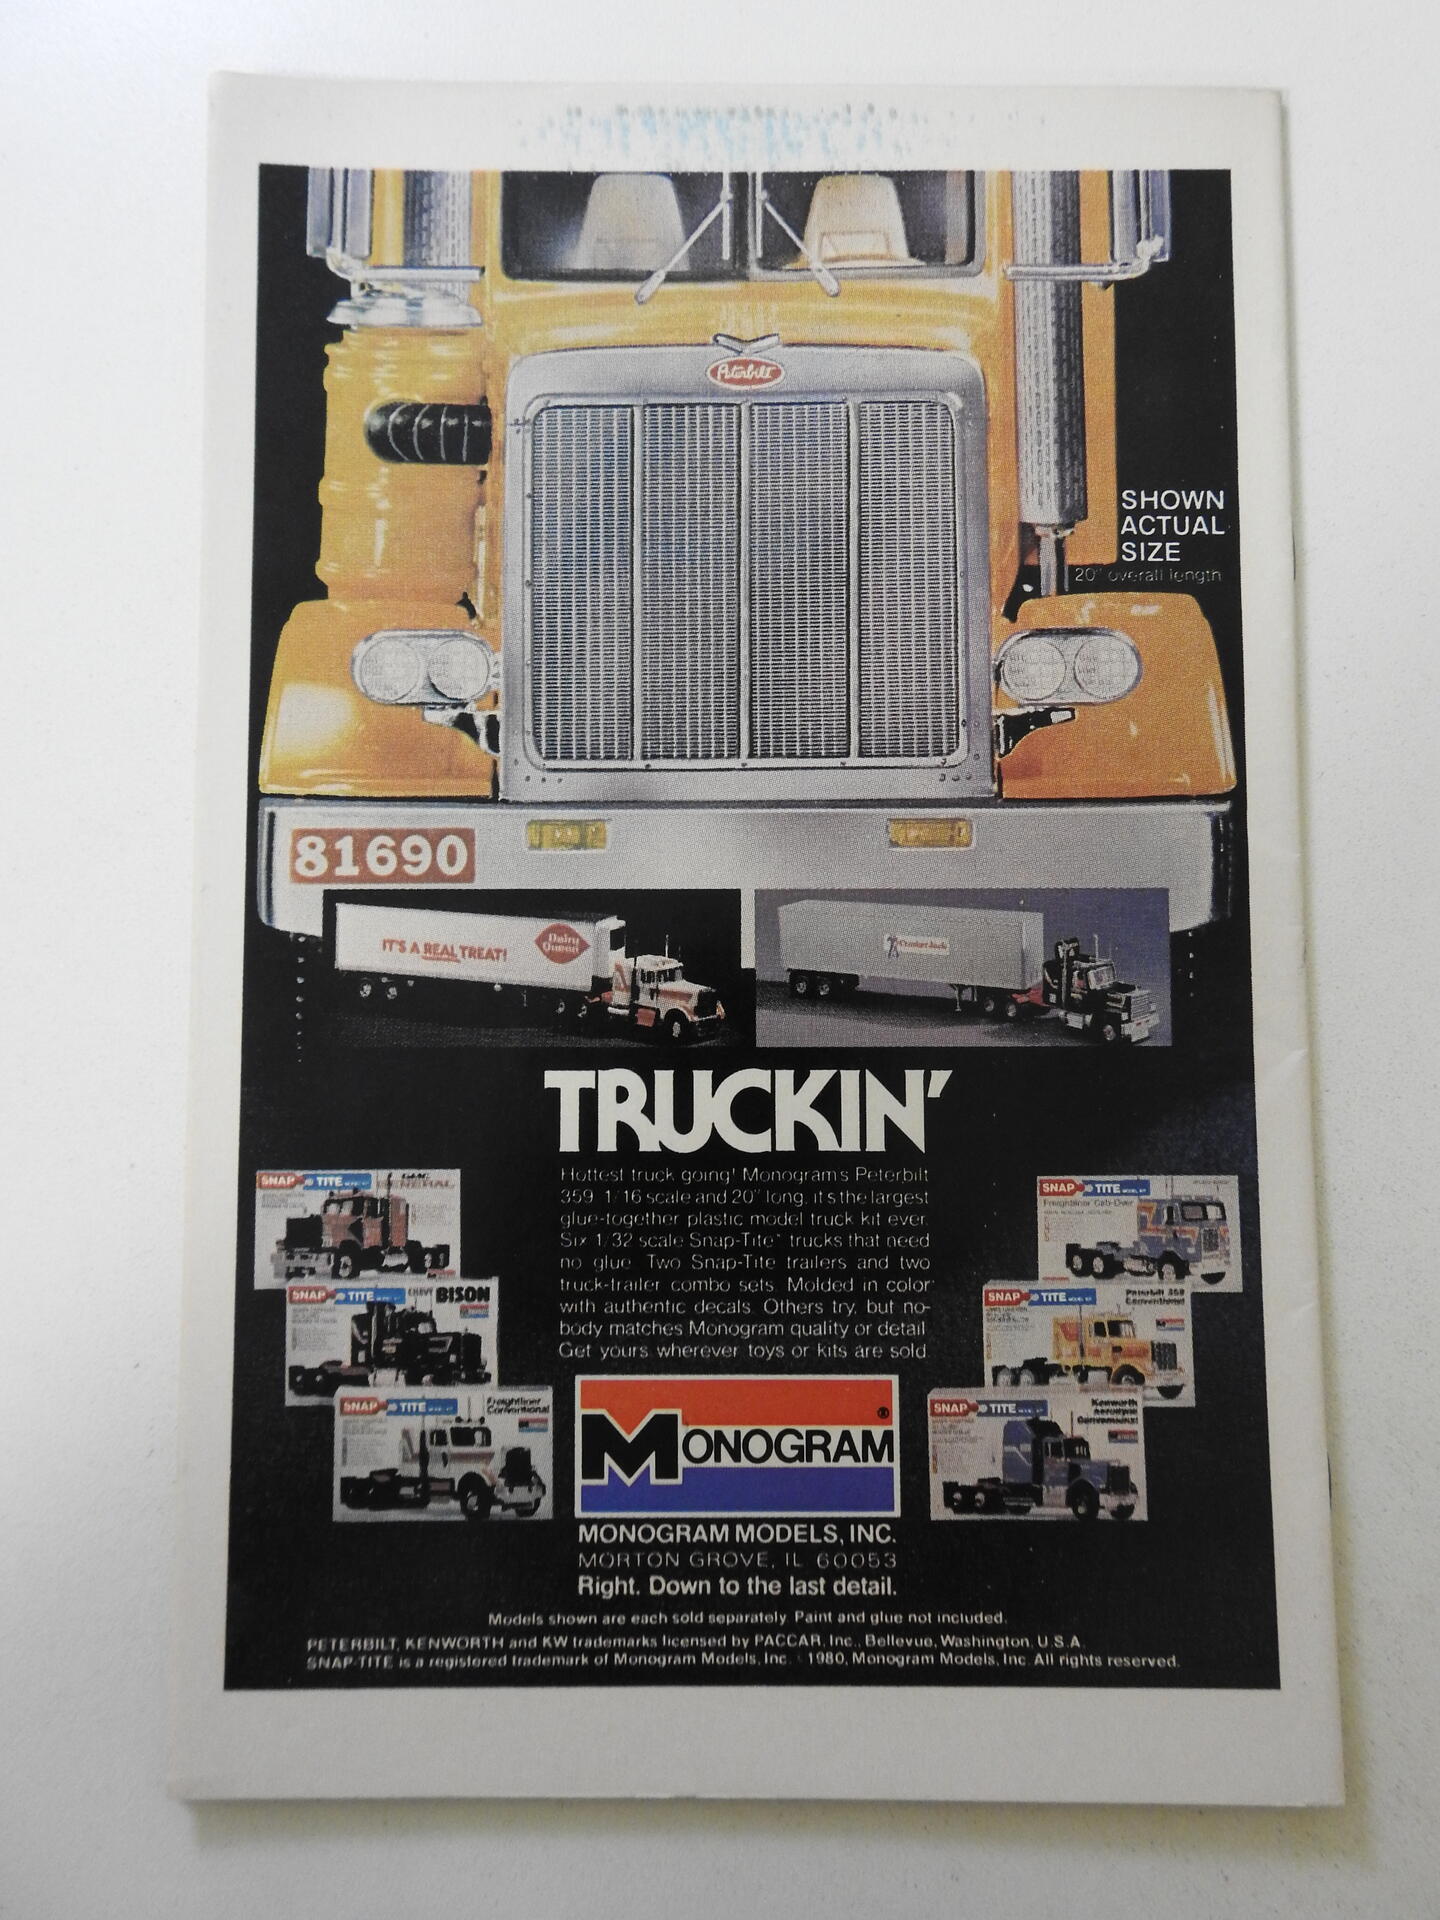 Peterbilt
SHOWN
ACTUAL
SIZE
20" overall length
81690
IT'S A REAL TREAT!
Dairy
Queen
TRUCKIN'
Hottest truck going! Monogram's Peterbilt
359. 1/16 scale and 20" long, it's the largest
glue-together plastic model truck kit ever.
Six 1/32 scale Snap-Tite® trucks that need
no glue. Two Snap-Tite trailers and two
truck-trailer combo sets. Molded in color
with authentic decals. Others try, but no-
body matches Monogram quality or detail.
Get yours wherever toys or kits are sold.
SNAP TITE
GMC
GENERAL
SNAP TITE
CHEVY BISON
SNAP TITE
Freightliner
Conventional
SNAP TITE
Freightliner Cab-Over
SNAP TITE
Peterbilt 359
Conventional
SNAP TITE
Kenworth
Aerodyne
Conventional
MONOGRAM ®
MONOGRAM MODELS, INC.
MORTON GROVE, IL 60053
Right. Down to the last detail.
Models shown are each sold separately. Paint and glue not included.
PETERBILT, KENWORTH and KW trademarks licensed by PACCAR, Inc., Bellevue, Washington, U.S.A.
SNAP-TITE is a registered trademark of Monogram Models, Inc. 1980, Monogram Models, Inc. All rights reserved.